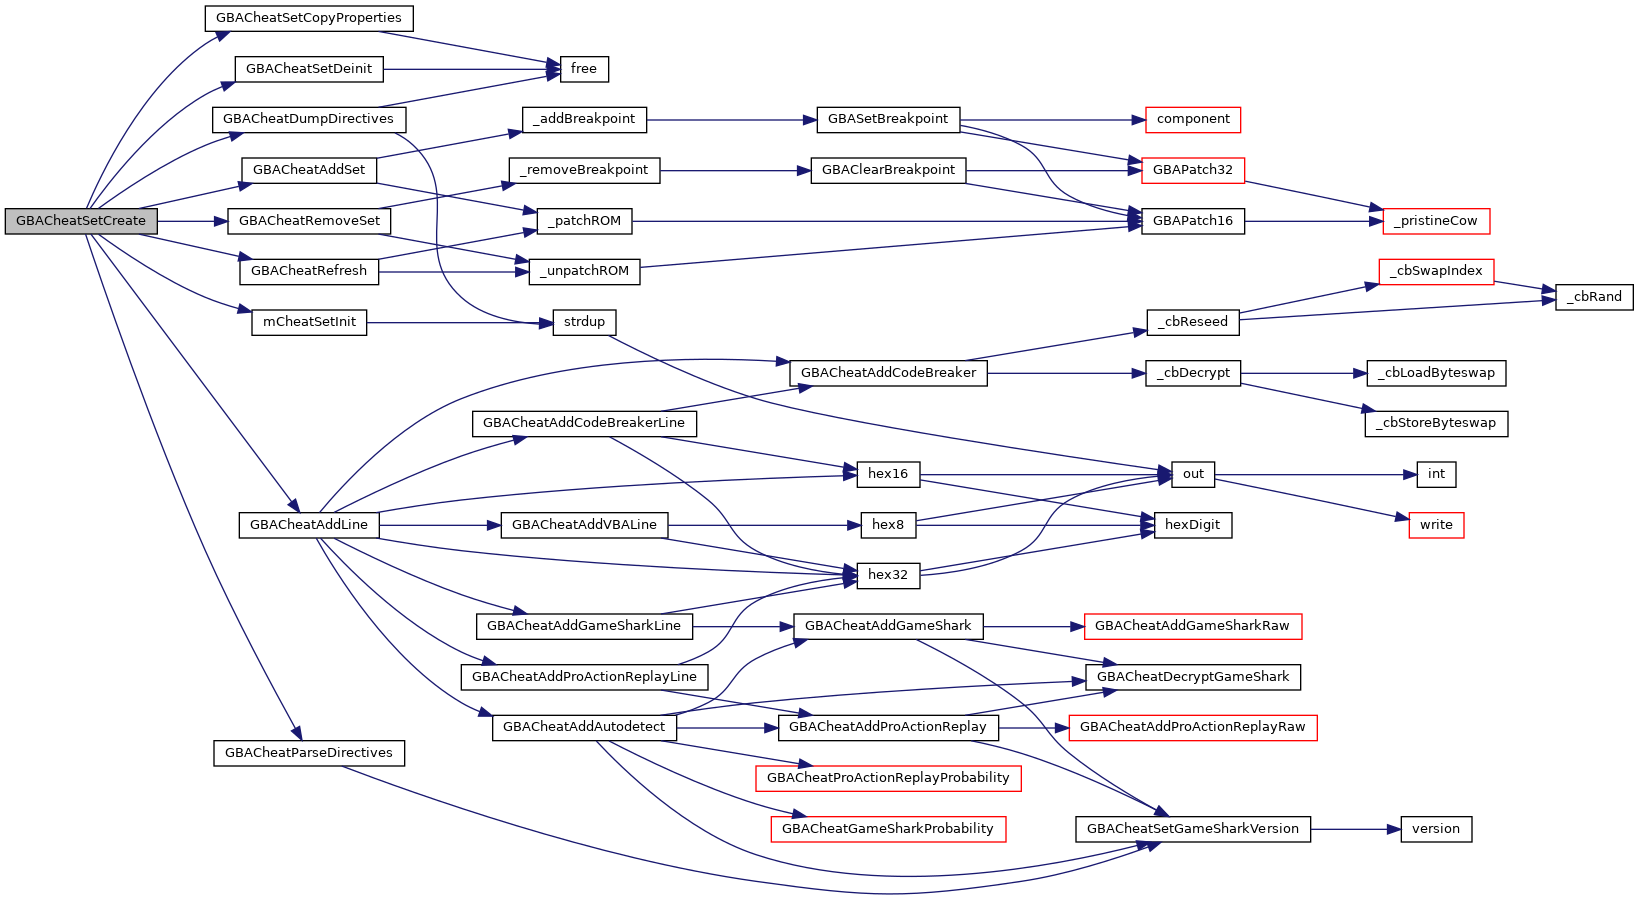 GBACheatSetCopyProperties
GBACheatSetDeinit
free
GBACheatDumpDirectives
_addBreakpoint
GBASetBreakpoint
component
GBACheatAddSet
_removeBreakpoint
GBAClearBreakpoint
GBAPatch32
GBACheatSetCreate
GBACheatRemoveSet
_patchROM
GBAPatch16
_pristineCow
GBACheatRefresh
_unpatchROM
_cbSwapIndex
_cbRand
mCheatSetInit
strdup
_cbReseed
GBACheatAddCodeBreaker
_cbDecrypt
_cbLoadByteswap
GBACheatAddCodeBreakerLine
_cbStoreByteswap
hex16
out
int
GBACheatAddLine
GBACheatAddVBALine
hex8
hexDigit
write
hex32
GBACheatAddGameSharkLine
GBACheatAddGameShark
GBACheatAddGameSharkRaw
GBACheatAddProActionReplayLine
GBACheatDecryptGameShark
GBACheatAddAutodetect
GBACheatAddProActionReplay
GBACheatAddProActionReplayRaw
GBACheatParseDirectives
GBACheatProActionReplayProbability
GBACheatGameSharkProbability
GBACheatSetGameSharkVersion
version